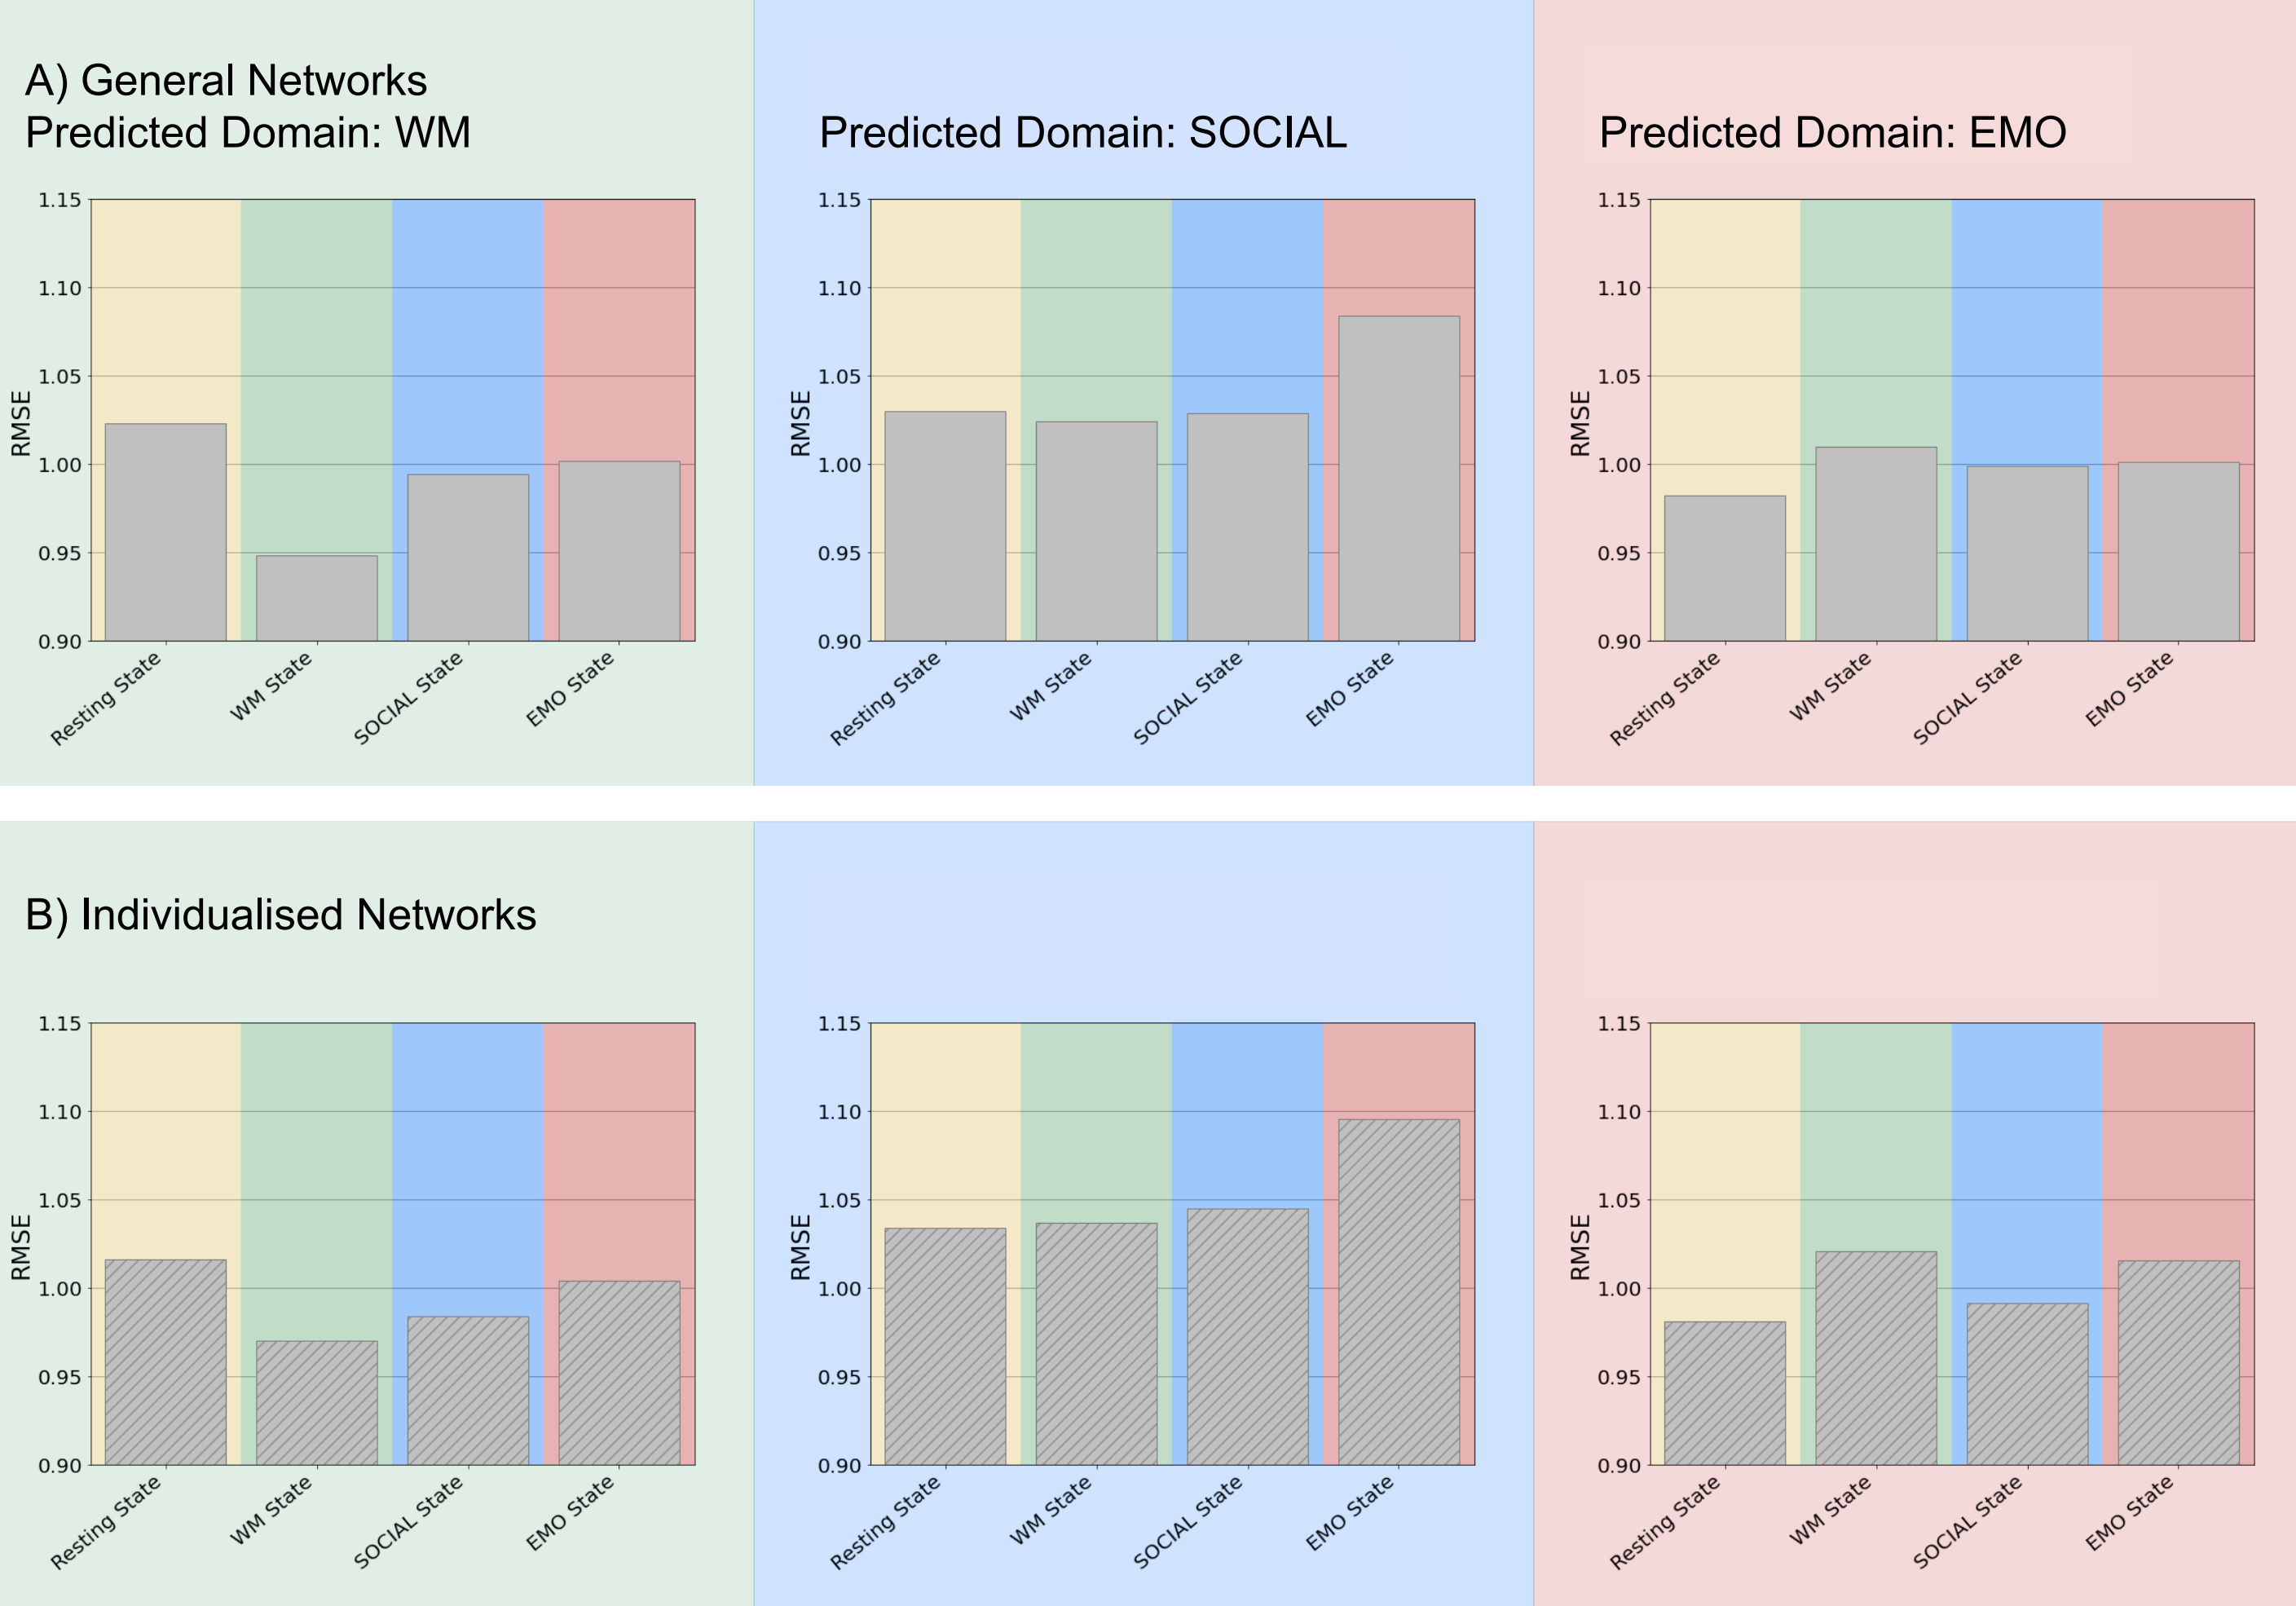 A) General Networks
Predicted Domain: WM
Predicted Domain: SOCIAL
Predicted Domain: EMO
1.15
1.10
1.05
1.00
0.95
0.90
RMSE
Resting State
WM State
SOCIAL State
EMO State
1.15
1.10
1.05
1.00
0.95
0.90
RMSE
Resting State
WM State
SOCIAL State
EMO State
1.15
1.10
1.05
1.00
0.95
0.90
RMSE
Resting State
WM State
SOCIAL State
EMO State
B) Individualised Networks
1.15
1.10
1.05
1.00
0.95
0.90
RMSE
Resting State
WM State
SOCIAL State
EMO State
1.15
1.10
1.05
1.00
0.95
0.90
RMSE
Resting State
WM State
SOCIAL State
EMO State
1.15
1.10
1.05
1.00
0.95
0.90
RMSE
Resting State
WM State
SOCIAL State
EMO State